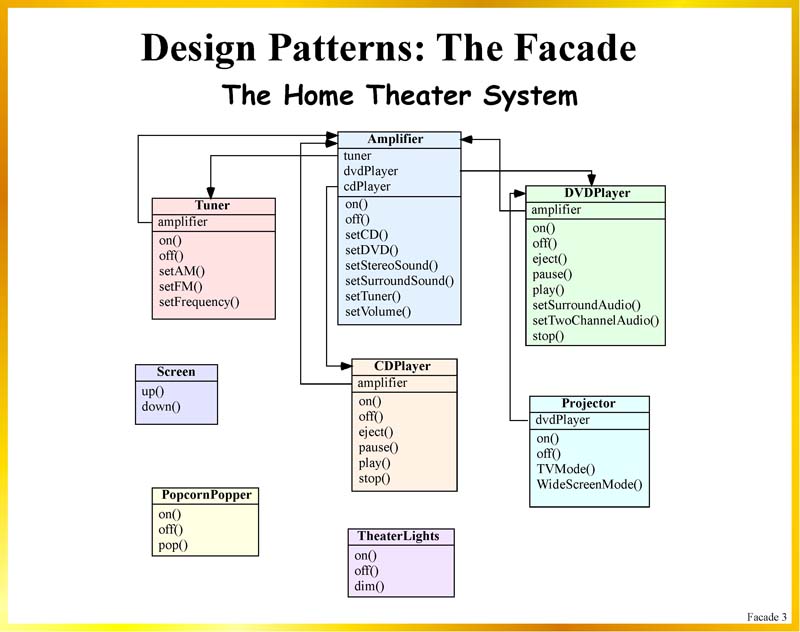 Design Patterns: The Facade
The Home Theater System
Amplifier
tuner
dvdPlayer
cdPlayer
on()
off()
setCD()
setDVD()
setStereoSound()
setSurroundSound()
setTuner()
setVolume()
Tuner
amplifier
on()
off()
setAM()
setFM()
setFrequency()
DVDPlayer
amplifier
on()
off()
eject()
pause()
play()
setSurroundAudio()
setTwoChannelAudio()
stop()
Screen
up()
down()
CDPlayer
amplifier
on()
off()
eject()
pause()
play()
stop()
Projector
dvdPlayer
on()
off()
TVMode()
WideScreenMode()
PopcornPopper
on()
off()
pop()
TheaterLights
on()
off()
dim()
Facade 3